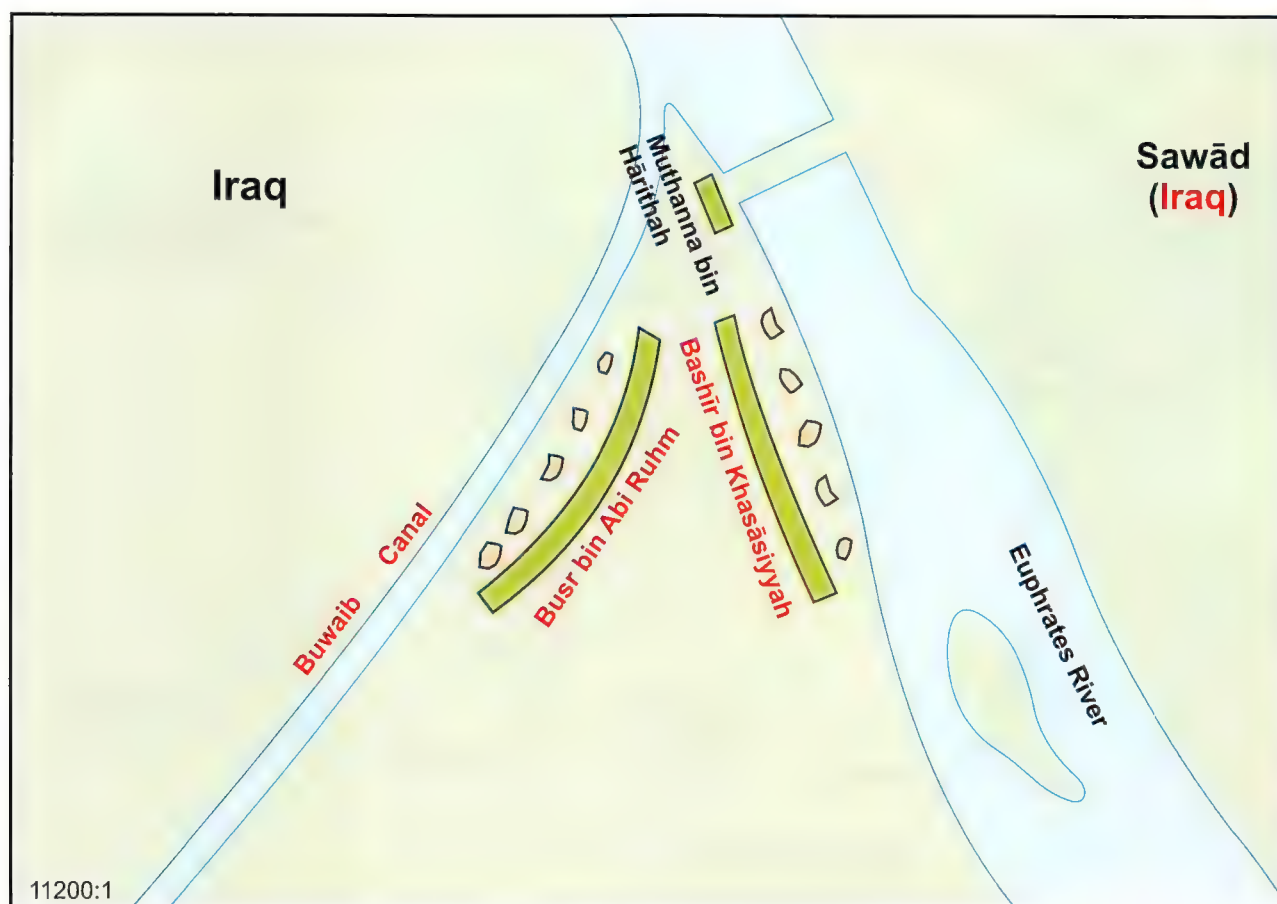 Iraq
Sawād
(Iraq)
Muthanna bin
Hārithah
Bashīr bin Khasāsiyyah
Busr bin Abi Ruhm
Buwaib Canal
Euphrates River
11200:1